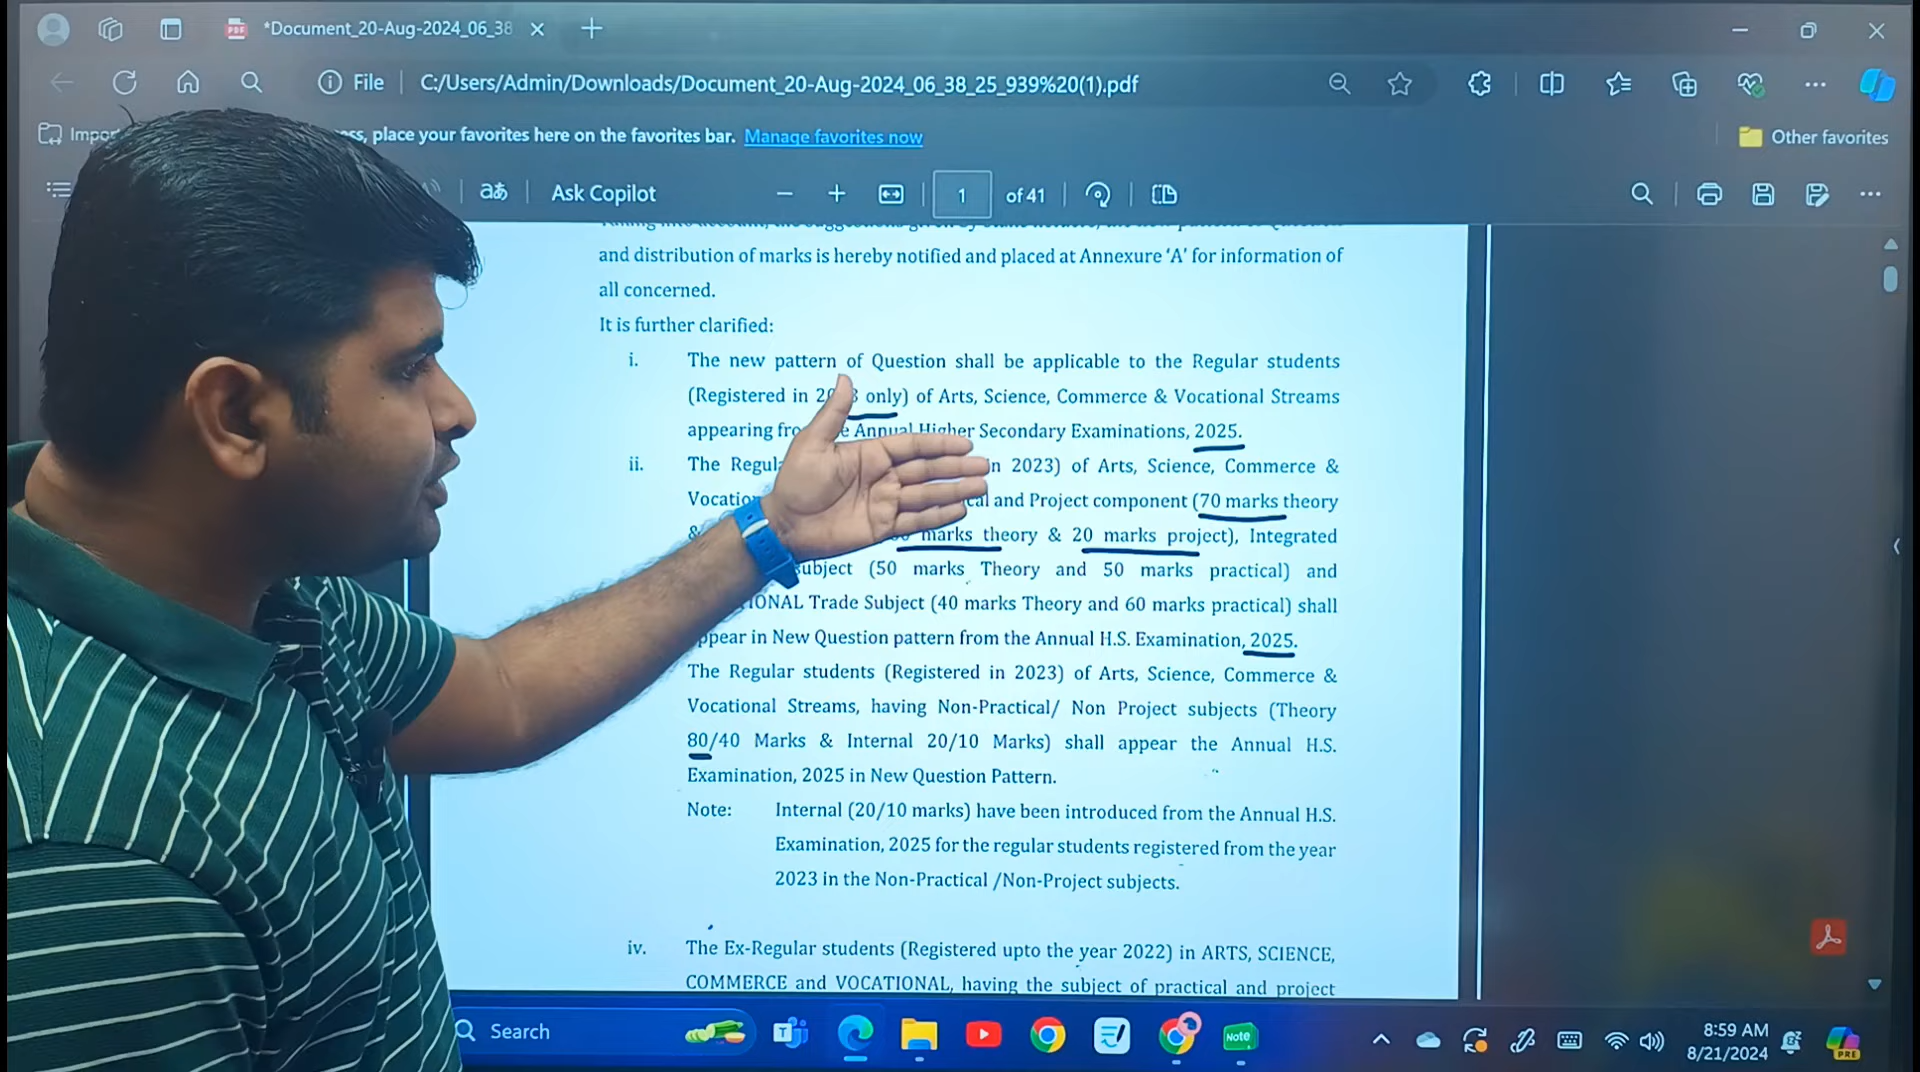 *Document_20-Aug-2024_06_38
File C:/Users/Admin/Downloads/Document_20-Aug-2024_06_38_25_939%20(1).pdf
Impor ss, place your favorites here on the favorites bar. Manage favorites now Other favorites
Ask Copilot 1 of 41
and distribution of marks is hereby notified and placed at Annexure 'A' for information of
all concerned.
It is further clarified:
i. The new pattern of Question shall be applicable to the Regular students
(Registered in only) of Arts, Science, Commerce & Vocational Streams
appearing the Annual Higher Secondary Examinations, 2025.
ii. The in 2023) of Arts, Science, Commerce &
and Project component (70 marks theory
& marks theory & 20 marks project), Integrated
subject (50 marks Theory and 50 marks practical) and
Trade Subject (40 marks Theory and 60 marks practical) shall
appear in New Question pattern from the Annual H.S. Examination, 2025.
The Regular students (Registered in 2023) of Arts, Science, Commerce &
Vocational Streams, having Non-Practical/ Non Project subjects (Theory
80/40 Marks & Internal 20/10 Marks) shall appear the Annual H.S.
Examination, 2025 in New Question Pattern.
Note: Internal (20/10 marks) have been introduced from the Annual H.S.
Examination, 2025 for the regular students registered from the year
2023 in the Non-Practical /Non-Project subjects.
iv. The Ex-Regular students (Registered upto the year 2022) in ARTS, SCIENCE,
COMMERCE and VOCATIONAL, having the subject of practical and project
Search
Note
PRE
8:59 AM
8/21/2024